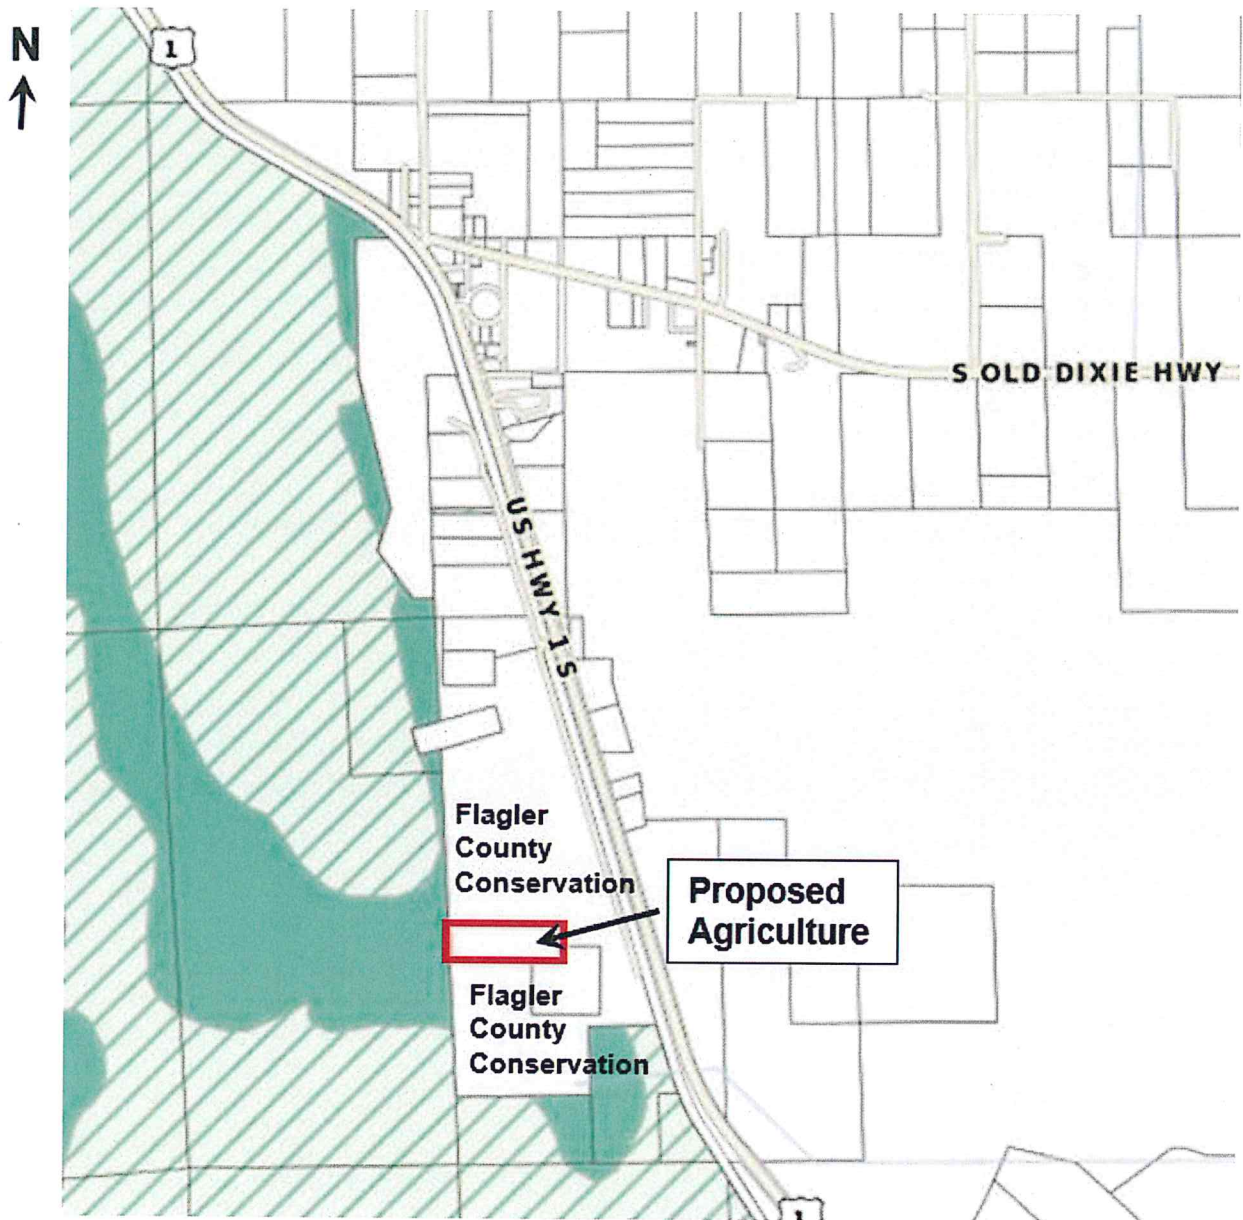 N
1
S OLD DIXIE HWY
US HWY 1 S
Flagler
County
Conservation
Proposed
Agriculture
Flagler
County
Conservation
1